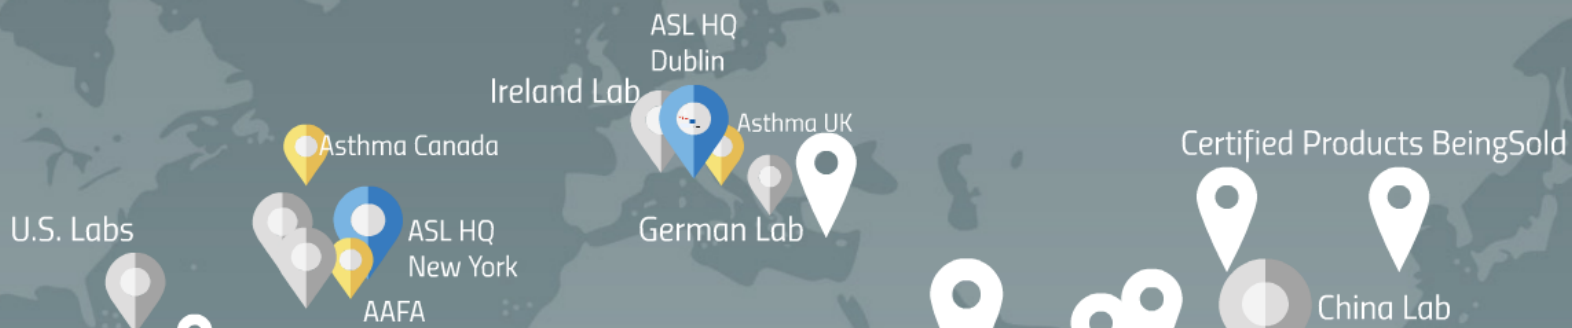 ASL HQ
Dublin
Ireland Lab
Asthma UK
Asthma Canada
Certified Products BeingSold
U.S. Labs
ASL HQ
New York
German Lab
AAFA
China Lab